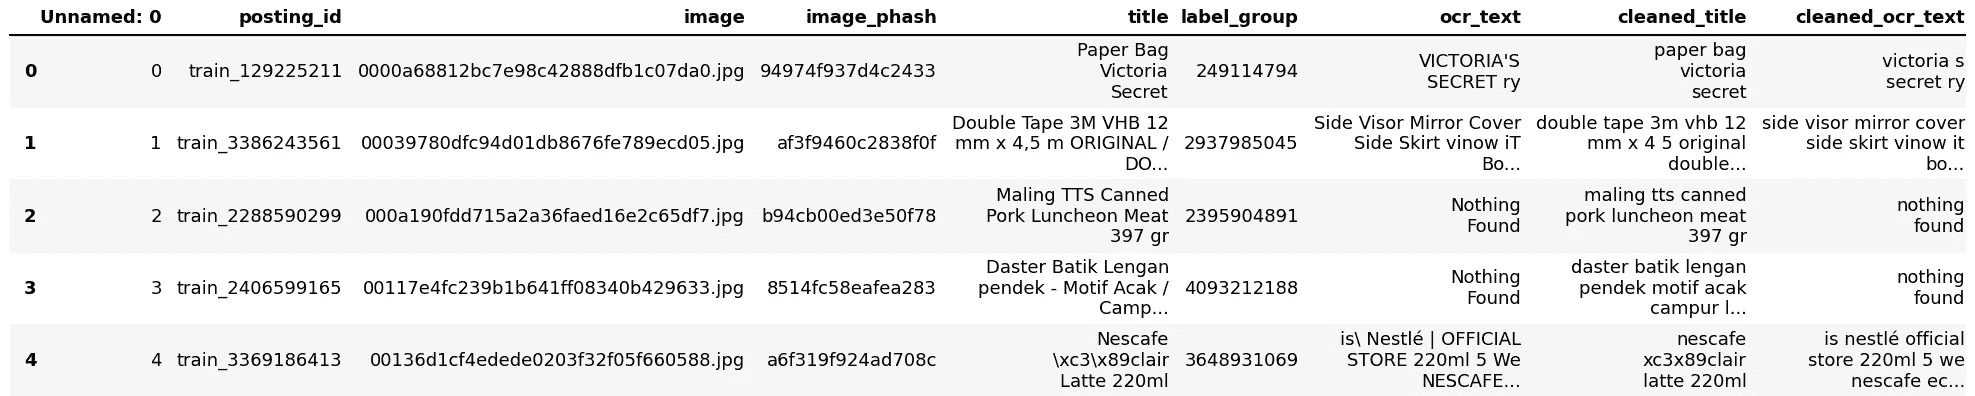 Unnamed: 0 posting_id image image_phash title label_group ocr_text cleaned_title cleaned_ocr_text
0 0 train_129225211 0000a68812bc7e98c42888dfb1c07da0.jpg 94974f937d4c2433 Paper Bag Victoria Secret 249114794 VICTORIA'S SECRET ry paper bag victoria secret victoria s secret ry
1 1 train_3386243561 00039780dfc94d01db8676fe789ecd05.jpg af3f9460c2838f0f Double Tape 3M VHB 12 mm x 4,5 m ORIGINAL / DO... 2937985045 Side Visor Mirror Cover Side Skirt vinow iT Bo... double tape 3m vhb 12 mm x 4 5 original double... side visor mirror cover side skirt vinow it bo...
2 2 train_2288590299 000a190fdd715a2a36faed16e2c65df7.jpg b94cb00ed3e50f78 Maling TTS Canned Pork Luncheon Meat 397 gr 2395904891 Nothing Found maling tts canned pork luncheon meat 397 gr nothing found
3 3 train_2406599165 00117e4fc239b1b641ff08340b429633.jpg 8514fc58eafea283 Daster Batik Lengan pendek - Motif Acak / Camp... 4093212188 Nothing Found daster batik lengan pendek motif acak campur l... nothing found
4 4 train_3369186413 00136d1cf4edede0203f32f05f660588.jpg a6f319f924ad708c Nescafe \xc3\x89clair Latte 220ml 3648931069 is\ Nestlé | OFFICIAL STORE 220ml 5 We NESCAFE... nescafe xc3x89clair latte 220ml is nestlé official store 220ml 5 we nescafe ec...